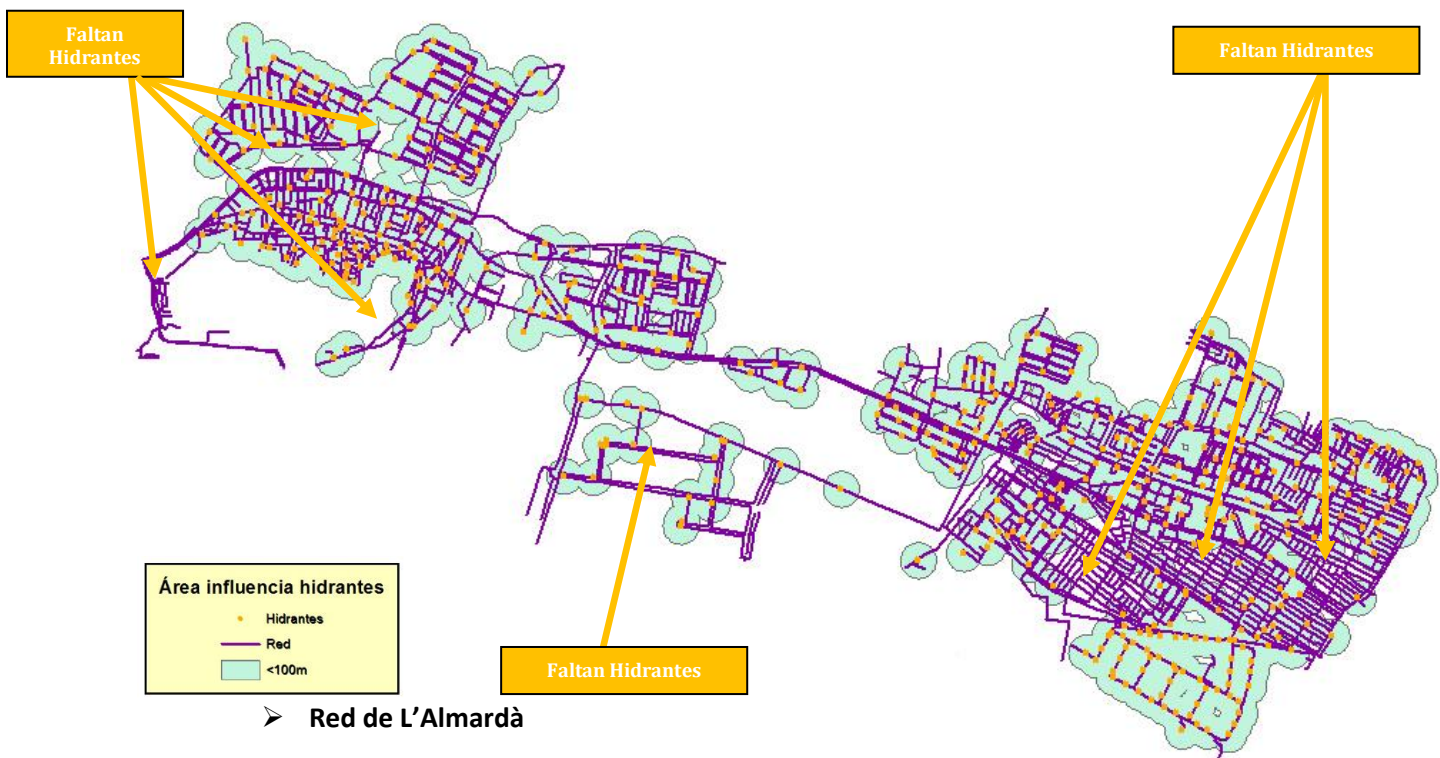 Faltan
Hidrantes
Faltan Hidrantes
Área influencia hidrantes
Hidrantes
Red
<100m
Faltan Hidrantes
➢ Red de L’Almardà